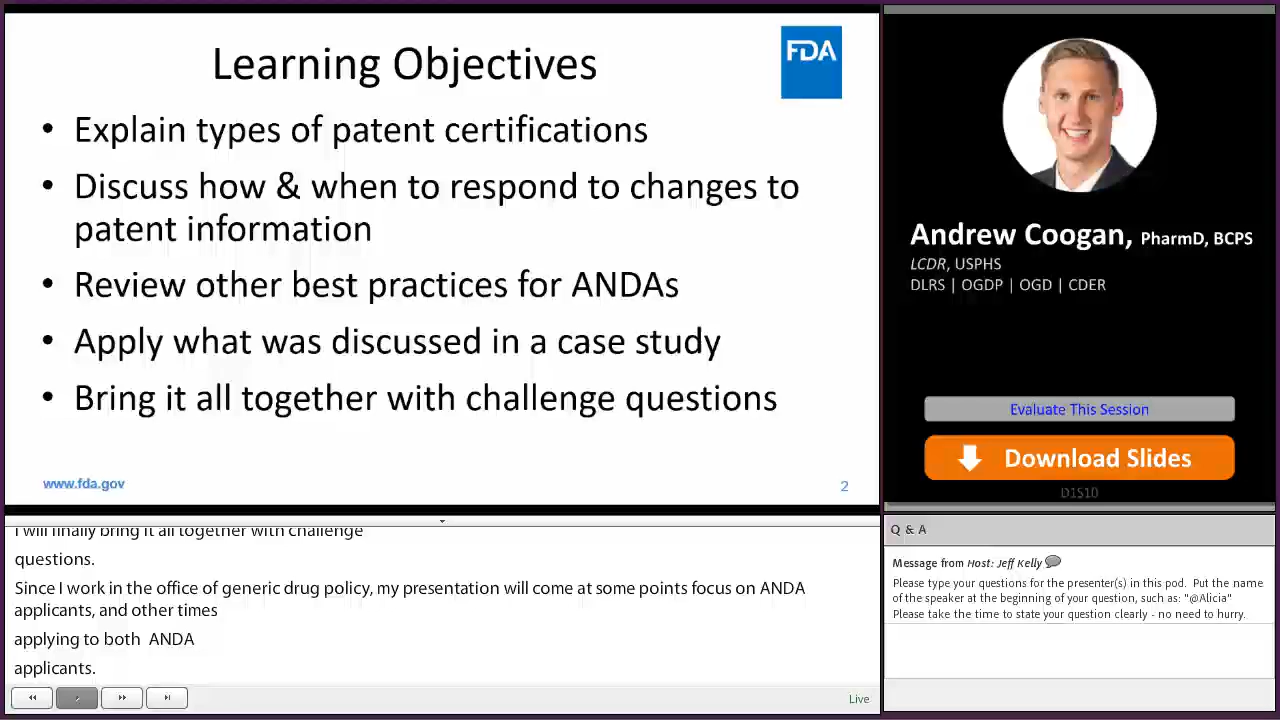 Learning Objectives
FDA
• Explain types of patent certifications
• Discuss how & when to respond to changes to
patent information
• Review other best practices for ANDAs
• Apply what was discussed in a case study
• Bring it all together with challenge questions
www.fda.gov
2
Andrew Coogan, PharmD, BCPS
LCDR, USPHS
DLRS | OGDP | OGD | CDER
Evaluate This Session
Download Slides
D1S10
I will finally bring it all together with challenge
questions.
Since I work in the office of generic drug policy, my presentation will come at some points focus on ANDA
applicants, and other times
applying to both ANDA
applicants.
Live
Q & A
Message from Host: Jeff Kelly
Please type your questions for the presenter(s) in this pod. Put the name
of the speaker at the beginning of your question, such as: "@Alicia"
Please take the time to state your question clearly - no need to hurry.